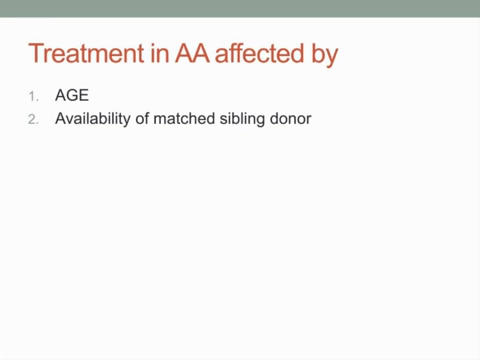 Treatment in AA affected by
1. AGE
2. Availability of matched sibling donor